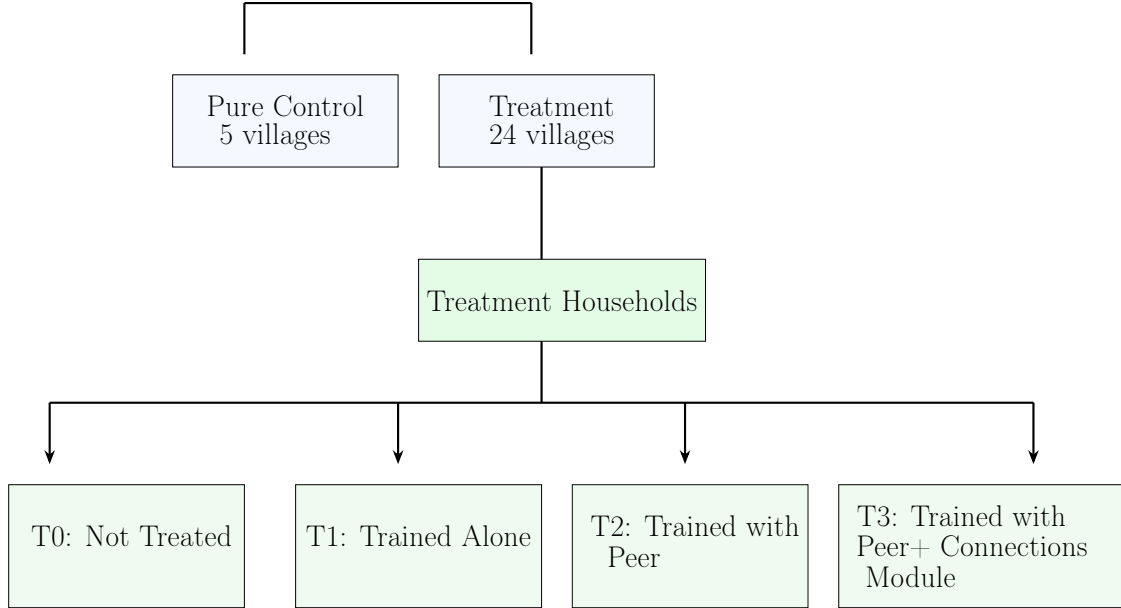 Pure Control
5 villages
Treatment
24 villages
Treatment Households
T0: Not Treated
T1: Trained Alone
T2: Trained with
Peer
T3: Trained with
Peer+ Connections
Module